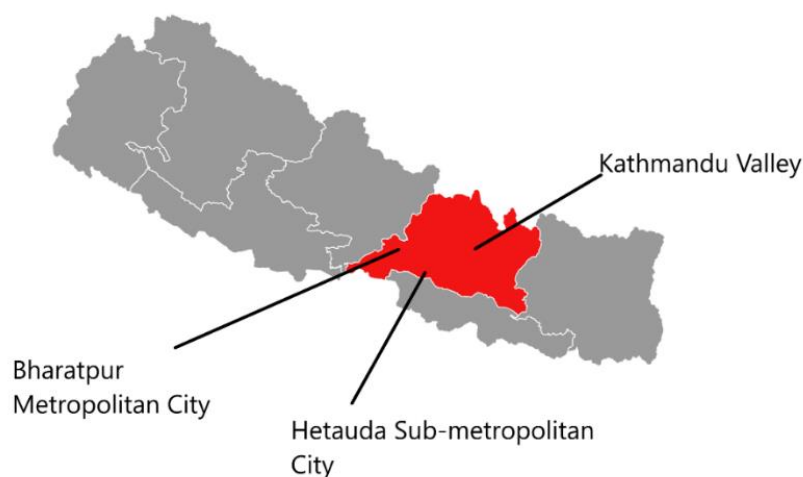 Kathmandu Valley
Bharatpur
Metropolitan City
Hetauda Sub-metropolitan
City